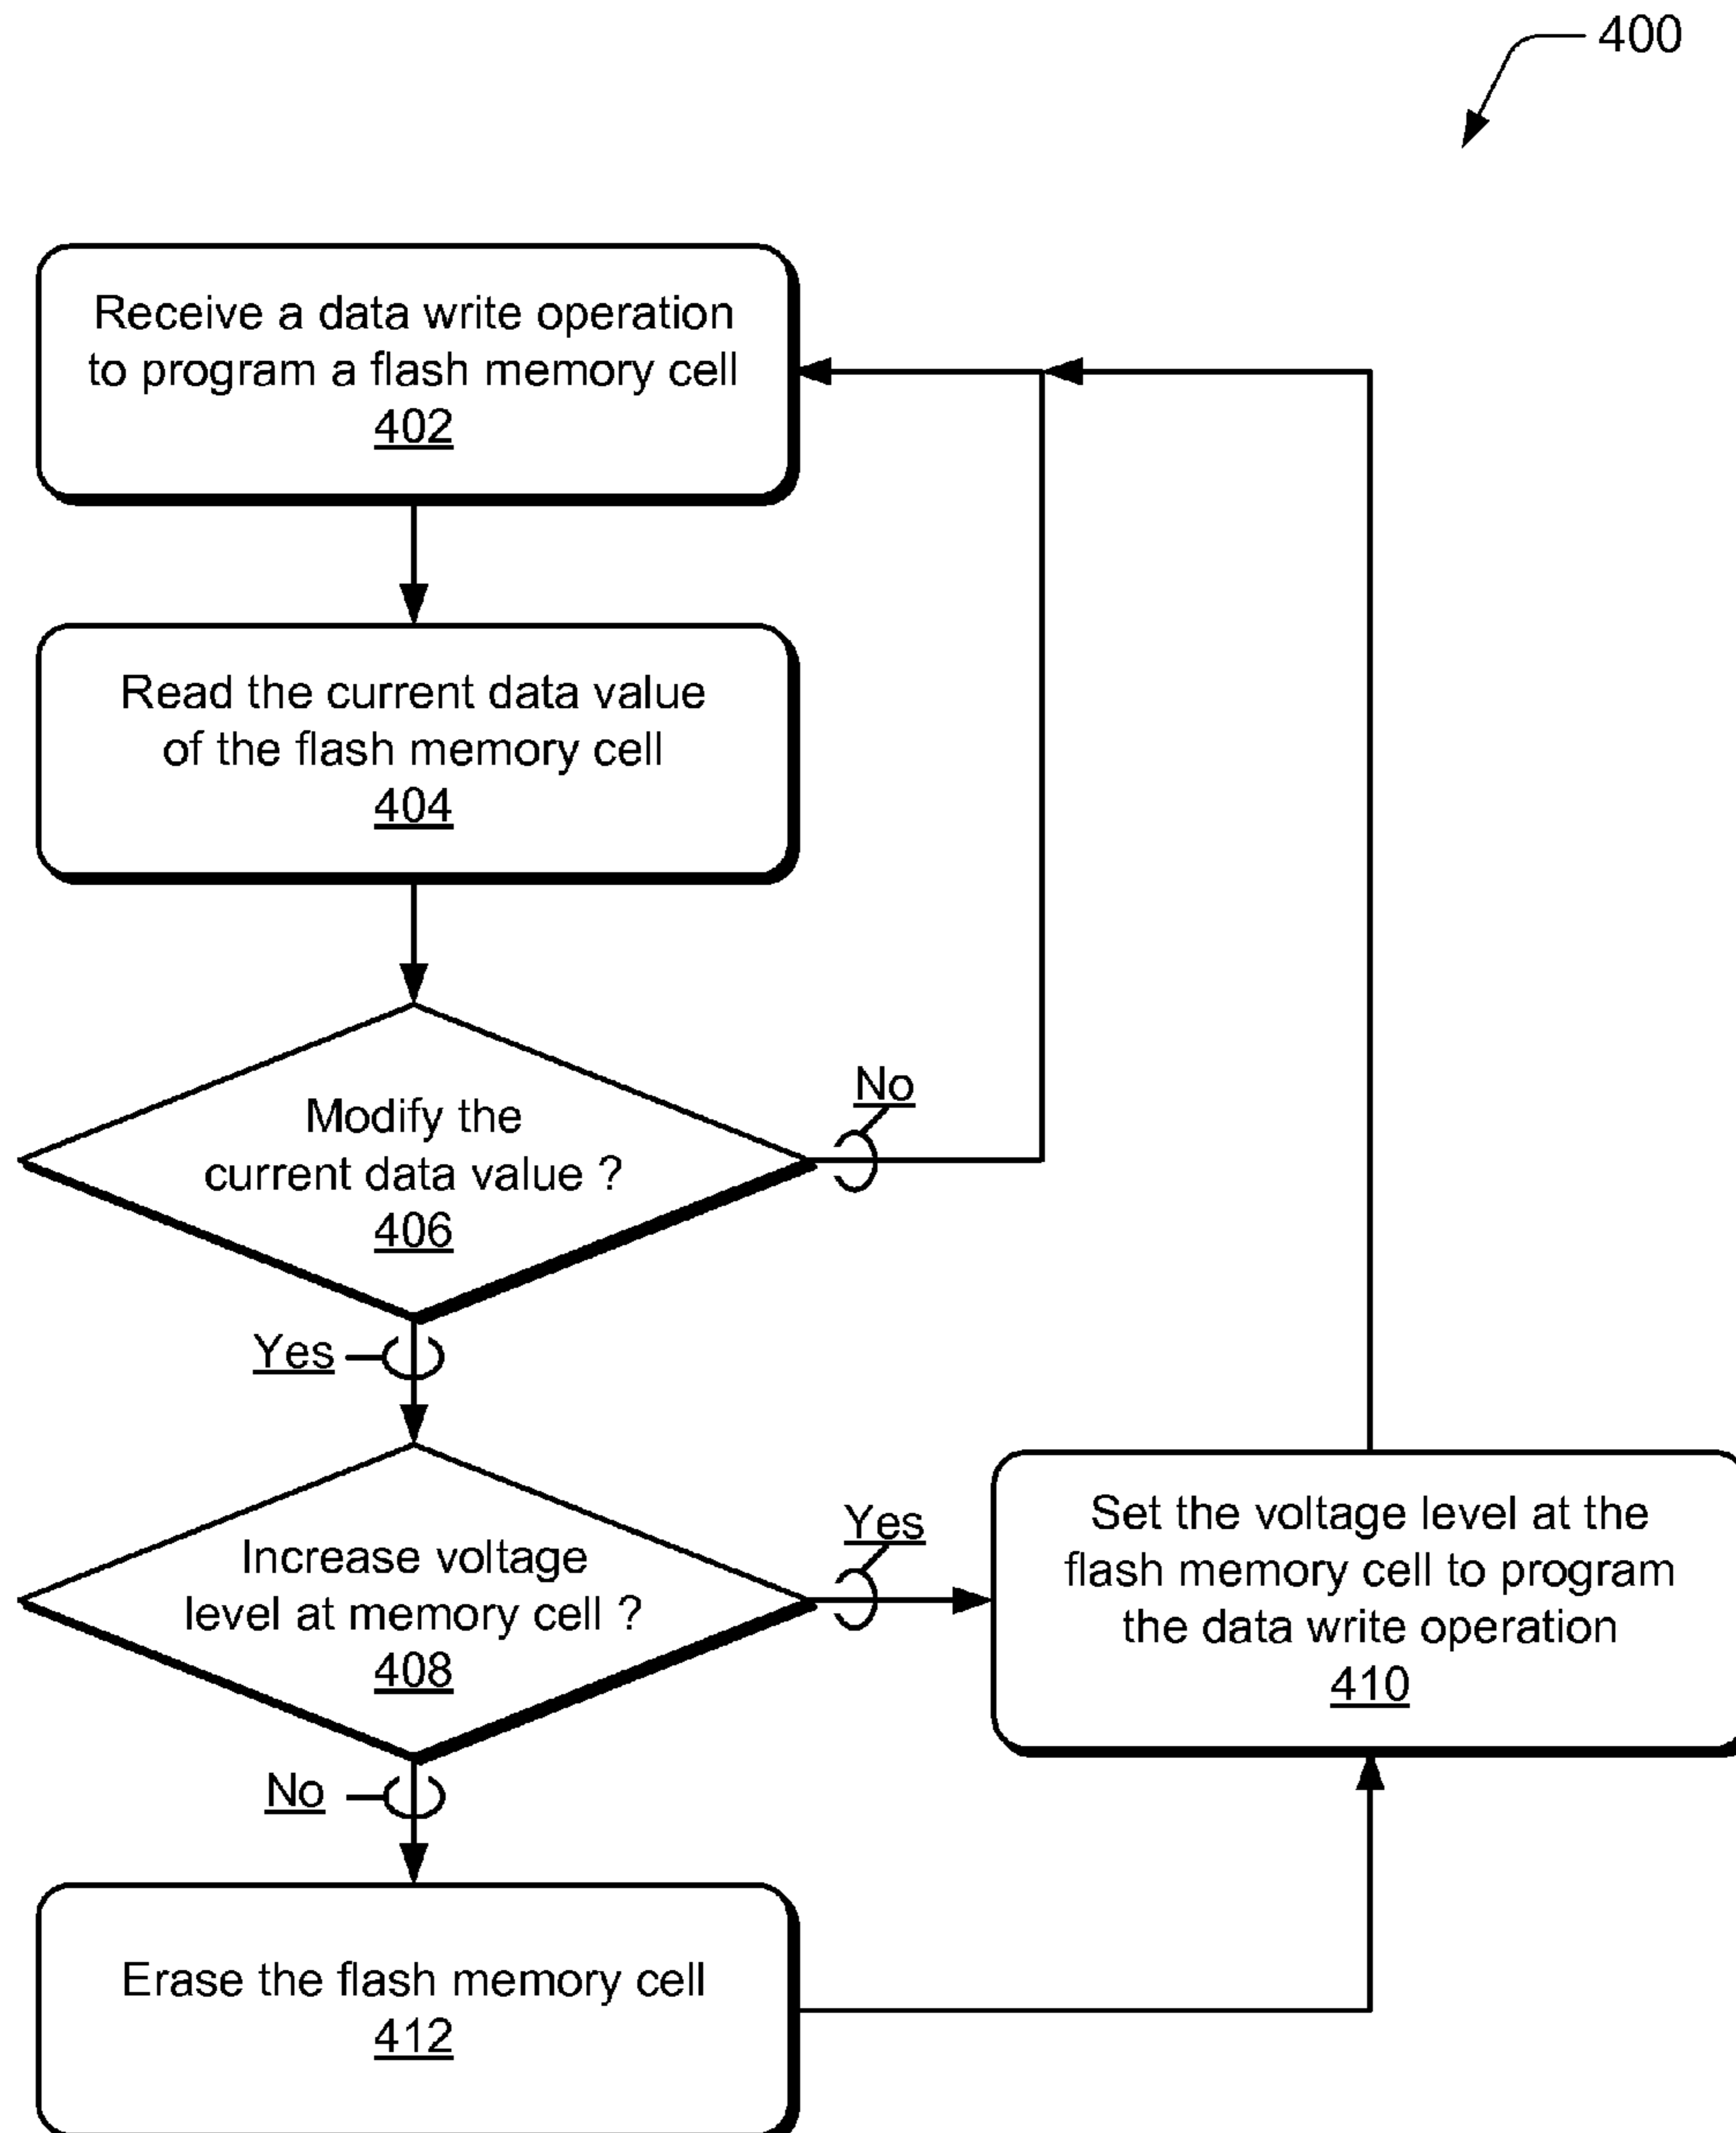 400
Receive a data write operation
to program a flash memory cell
402
Read the current data value
of the flash memory cell
404
No
Modify the
current data value ?
406
Yes
Increase voltage
level at memory cell ?
408
Yes
Set the voltage level at the
flash memory cell to program
the data write operation
410
No
Erase the flash memory cell
412